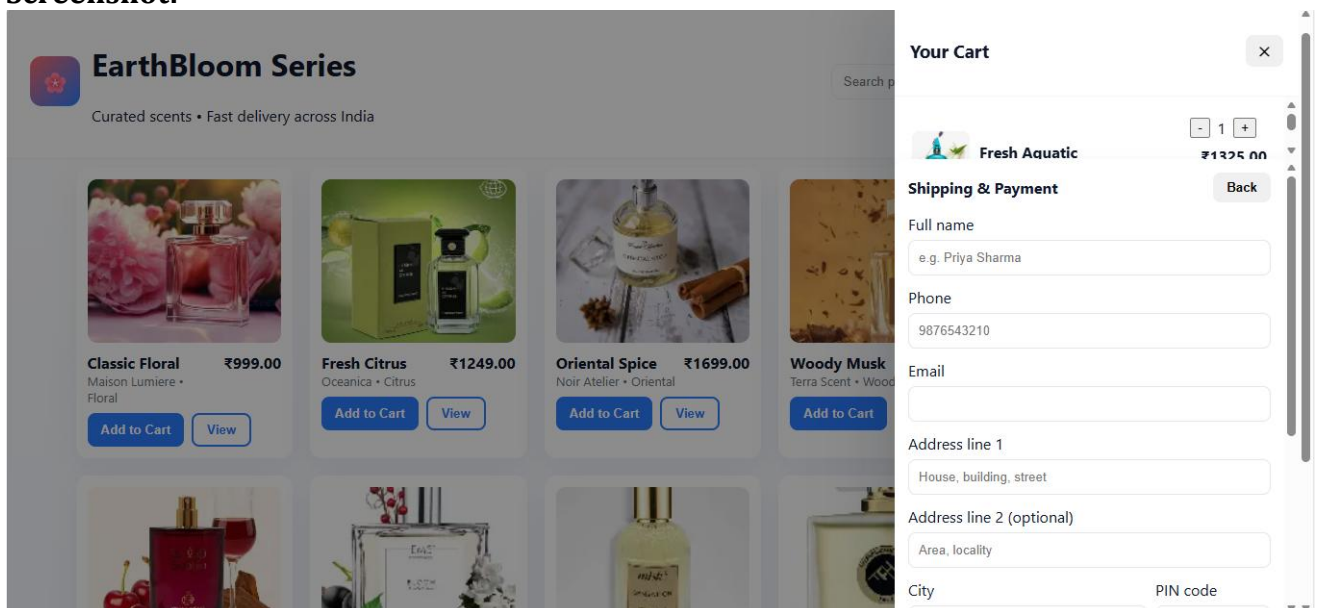 screenshot:
EarthBloom Series
Curated scents • Fast delivery across India
Search p
Classic Floral ₹999.00
Maison Lumiere •
Floral
Add to Cart View
Fresh Citrus ₹1249.00
Oceanica • Citrus
Add to Cart View
Oriental Spice ₹1699.00
Noir Atelier • Oriental
Add to Cart View
Woody Musk
Terra Scent • Wood
Add to Cart
Your Cart ×
- 1 +
Fresh Aquatic ₹1325.00
Shipping & Payment Back
Full name
e.g. Priya Sharma
Phone
9876543210
Email
Address line 1
House, building, street
Address line 2 (optional)
Area, locality
City PIN code